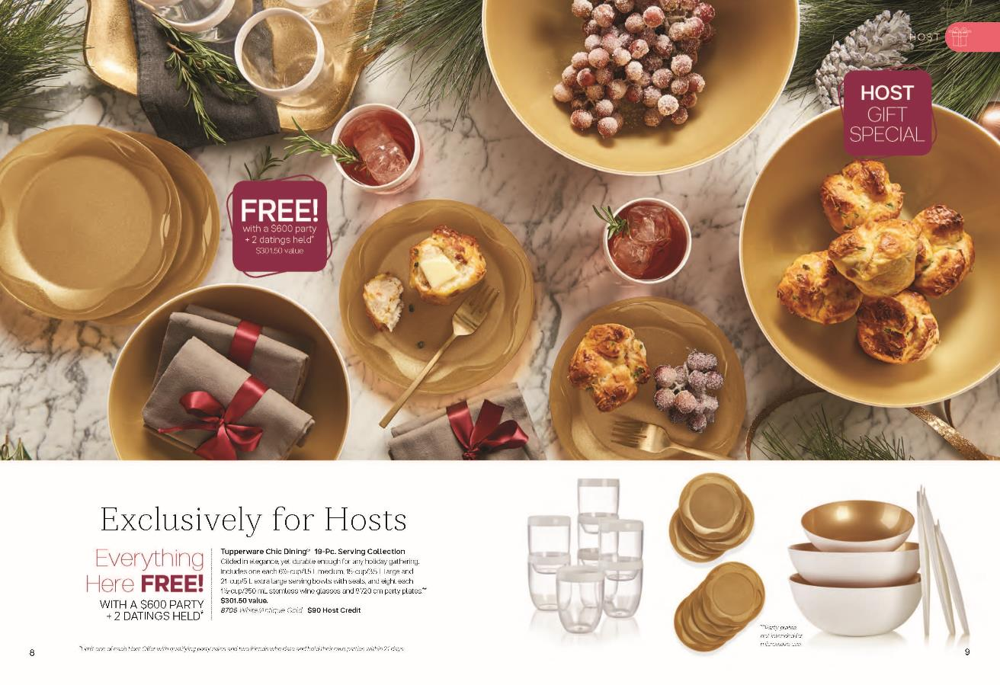 HOST
HOST
GIFT
SPECIAL
FREE!
with a $600 party
+ 2 datings held*
$301.50 value
Exclusively for Hosts
Everything
Here FREE!
WITH A $600 PARTY
+ 2 DATINGS HELD*
Tupperware Chic Dining® 19-Pc. Serving Collection
Gilded in elegance, yet durable enough for any holiday gathering.
Includes one each 6½-cup/1.5 L medium, 15-cup/3.5 L large and
21-cup/5 L extra large serving bowls with seals, and eight each
1½-cup/350 mL stemless wine glasses and 8"/20 cm party plates.**
$301.50 value.
8705 White/Antique Gold $90 Host Credit
**Party plates
not intended for
microwave use.
*Limit one of each Host Offer with qualifying party sales and two friends who date and hold their own parties within 21 days.
8
9